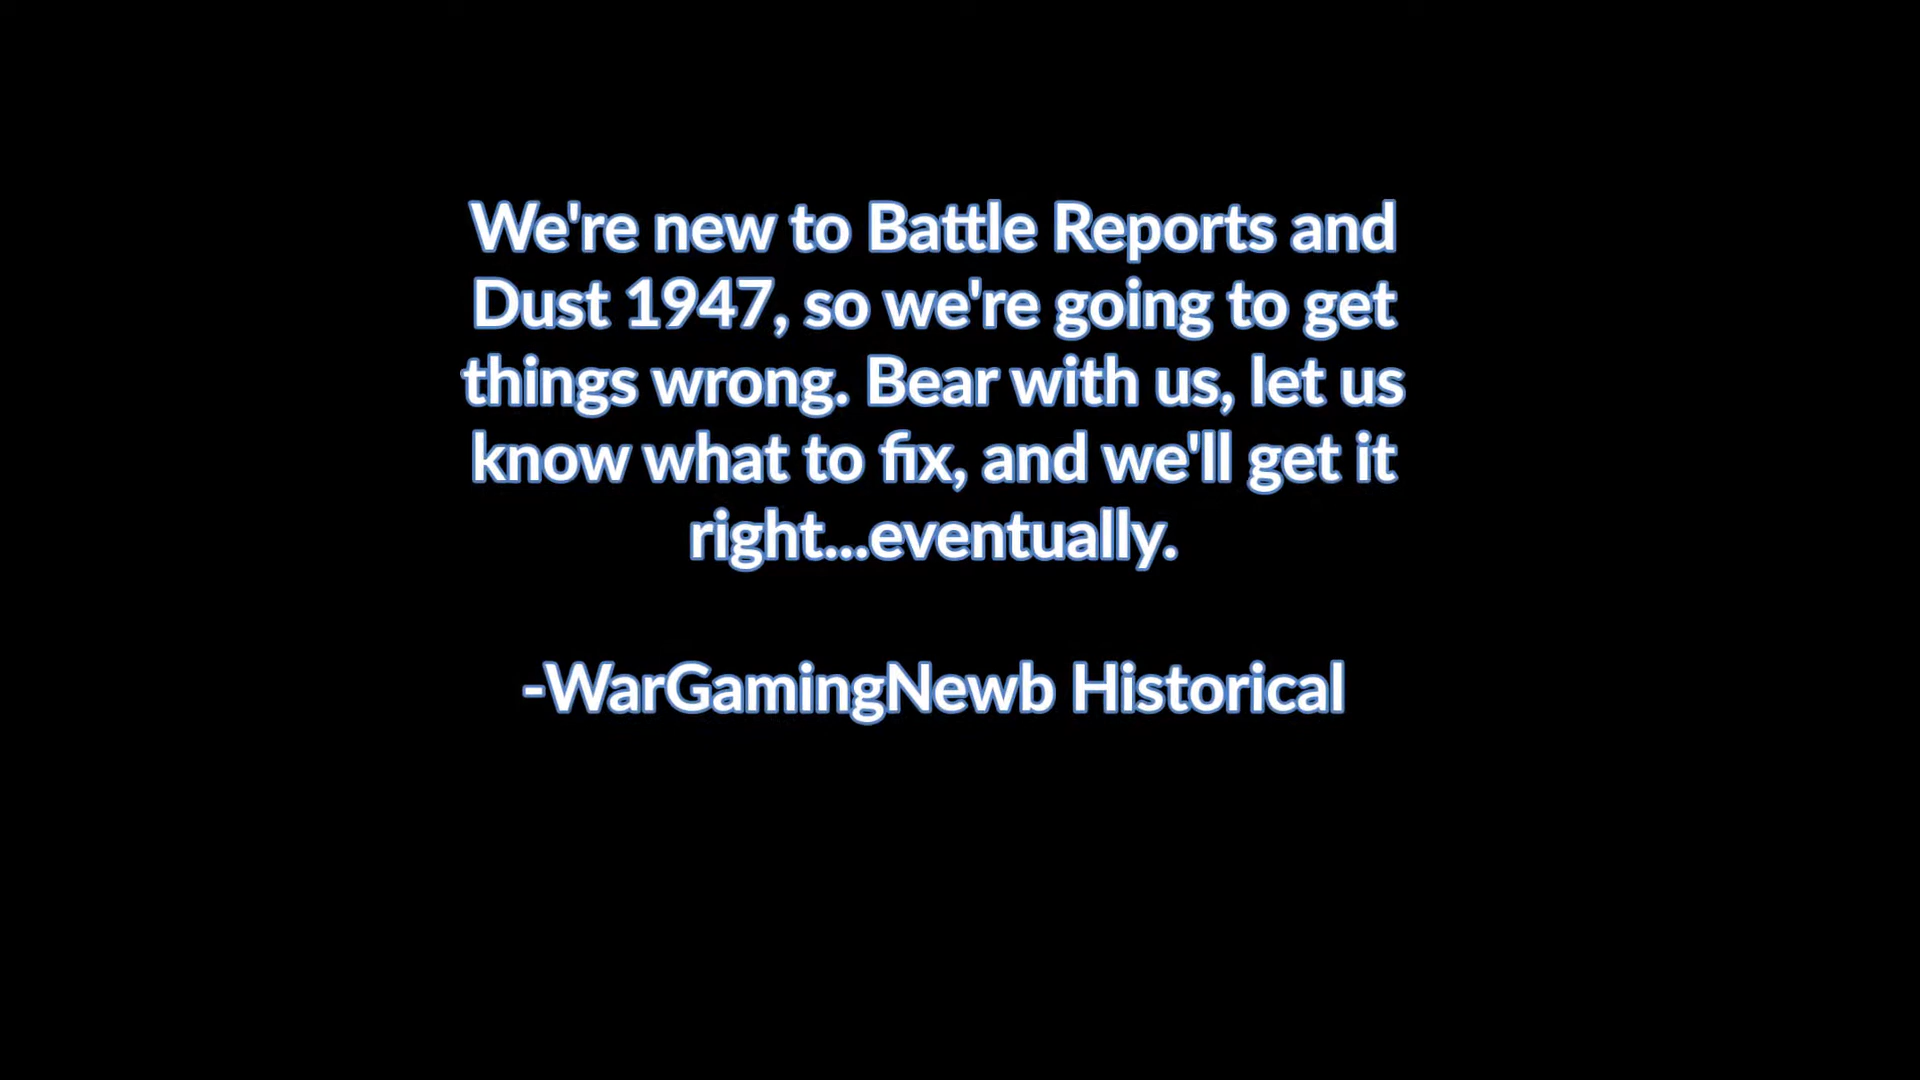 We're new to Battle Reports and
Dust 1947, so we're going to get
things wrong. Bear with us, let us
know what to fix, and we'll get it
right...eventually.
-WarGamingNewb Historical